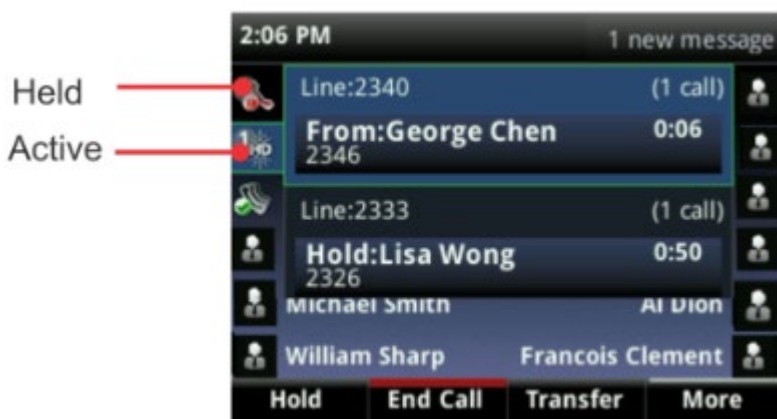 2:06 PM 1 new message
Held
Line:2340 (1 call)
Active
From:George Chen 0:06
2346
1 HD
Line:2333 (1 call)
Hold:Lisa Wong 0:50
2326
Michael Smith Al Dion
William Sharp Francois Clement
Hold End Call Transfer More